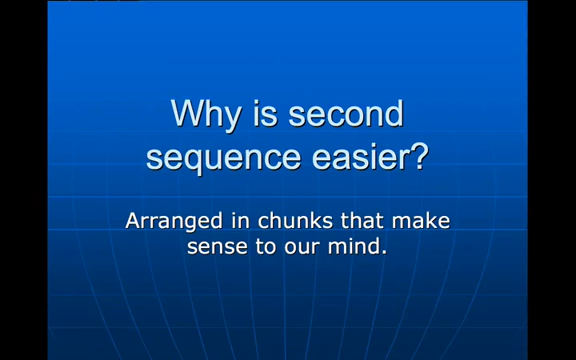 Why is second
sequence easier?
Arranged in chunks that make
sense to our mind.